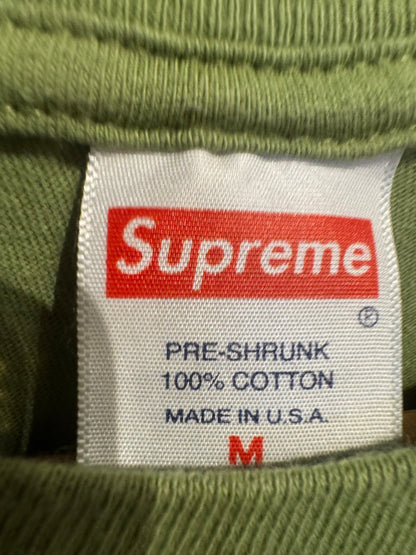 Supreme
®
PRE-SHRUNK
100% COTTON
MADE IN U.S.A.
M